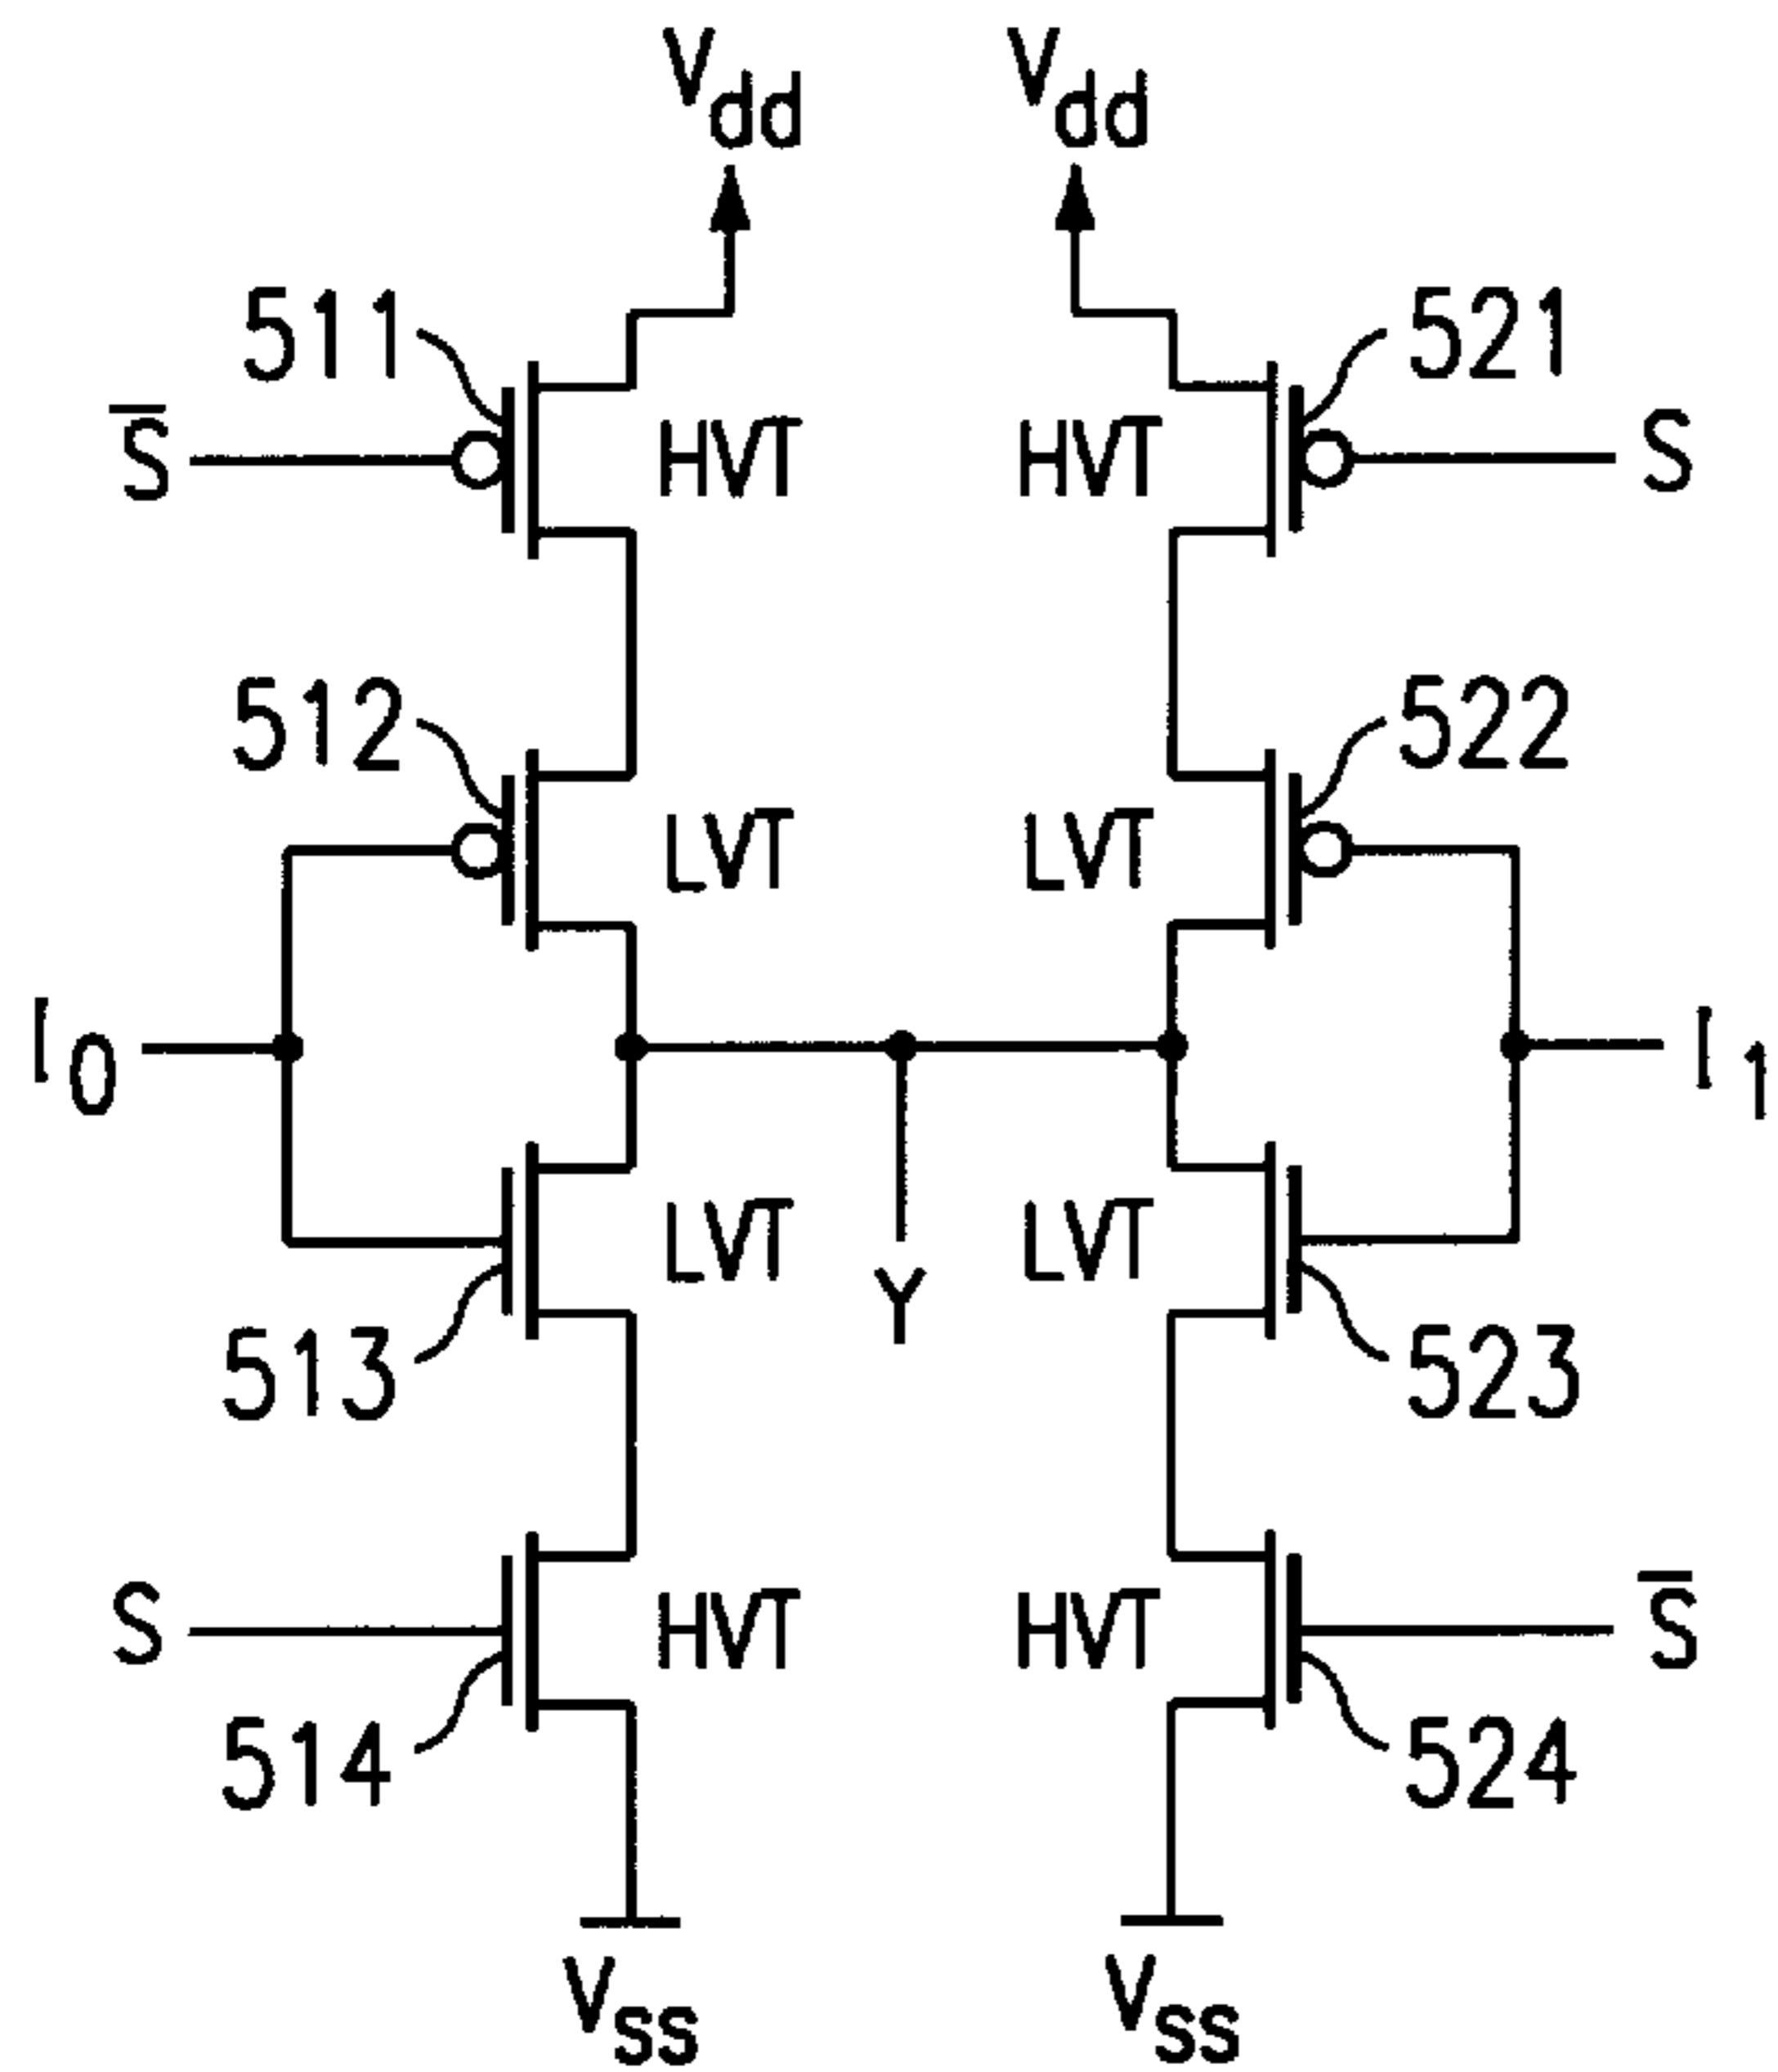 Vdd Vdd
511 521
S̅ HVT HVT S
512 522
LVT LVT
I0 I1
LVT LVT
Y
513 523
S HVT HVT S̅
514 524
Vss Vss